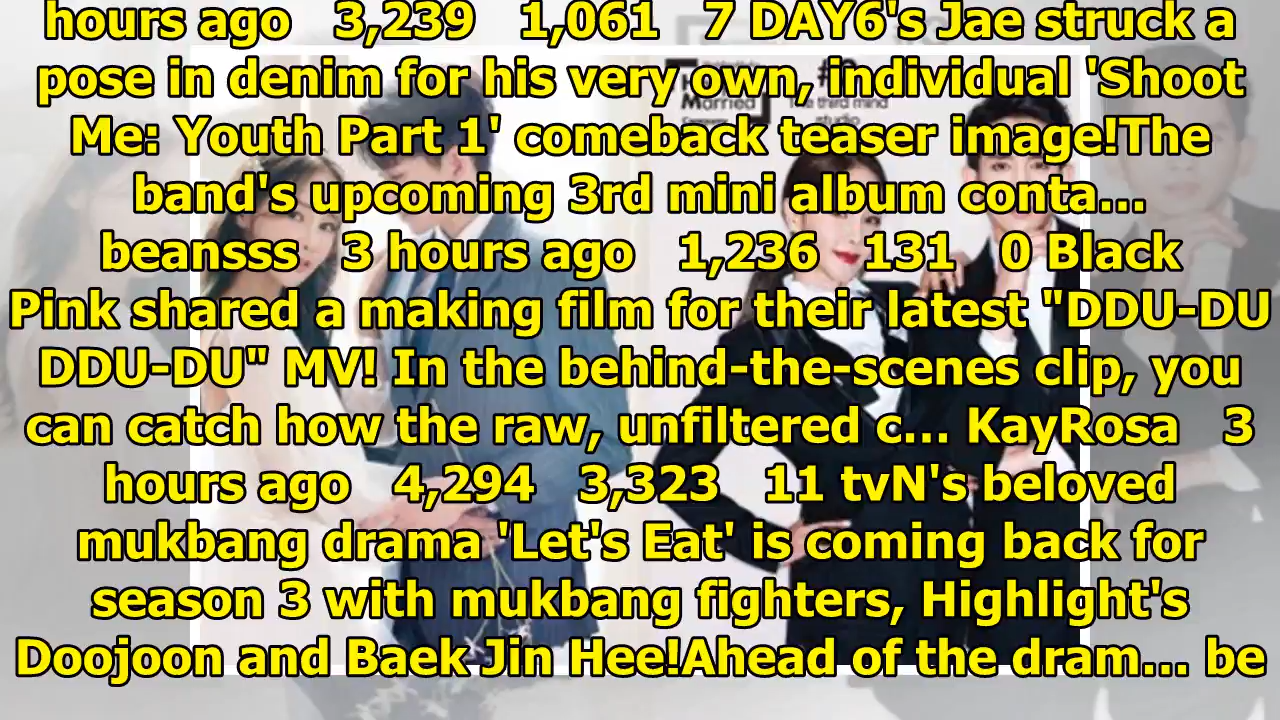 hours ago 3,239 1,061 7 DAY6's Jae struck a
pose in denim for his very own, individual 'Shoot
Me: Youth Part 1' comeback teaser image!The
band's upcoming 3rd mini album conta...
beansss 3 hours ago 1,236 131 0 Black
Pink shared a making film for their latest "DDU-DU
DDU-DU" MV! In the behind-the-scenes clip, you
can catch how the raw, unfiltered c... KayRosa 3
hours ago 4,294 3,323 11 tvN's beloved
mukbang drama 'Let's Eat' is coming back for
season 3 with mukbang fighters, Highlight's
Doojoon and Baek Jin Hee!Ahead of the dram... be
Married
The third mind
studio